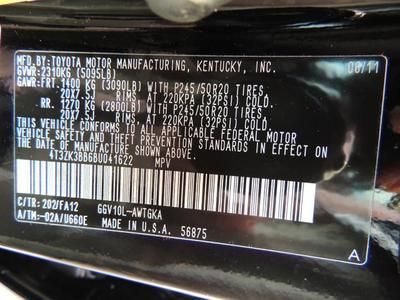 MFD.BY:TOYOTA MOTOR MANUFACTURING, KENTUCKY, INC. 08/11
GVWR:2310KG (5095LB)
GAWR:FRT. 1400 KG (3090LB) WITH P245/50R20 TIRES,
20X7.5J RIMS, AT 220KPA (32PSI) COLD.
RR. 1270 KG (2800LB) WITH P245/50R20 TIRES,
20X7.5J RIMS, AT 220KPA (32PSI) COLD.
THIS VEHICLE CONFORMS TO ALL APPLICABLE FEDERAL MOTOR
VEHICLE SAFETY, BUMPER, AND THEFT PREVENTION STANDARDS
IN EFFECT ON THE DATE OF MANUFACTURE SHOWN ABOVE.
4T3ZK3BB6BU041622 MPV
C/TR: 202/FA12 GGV10L-AWTGKA
A/TM:-02A/U660E
MADE IN U.S.A. 56875
A